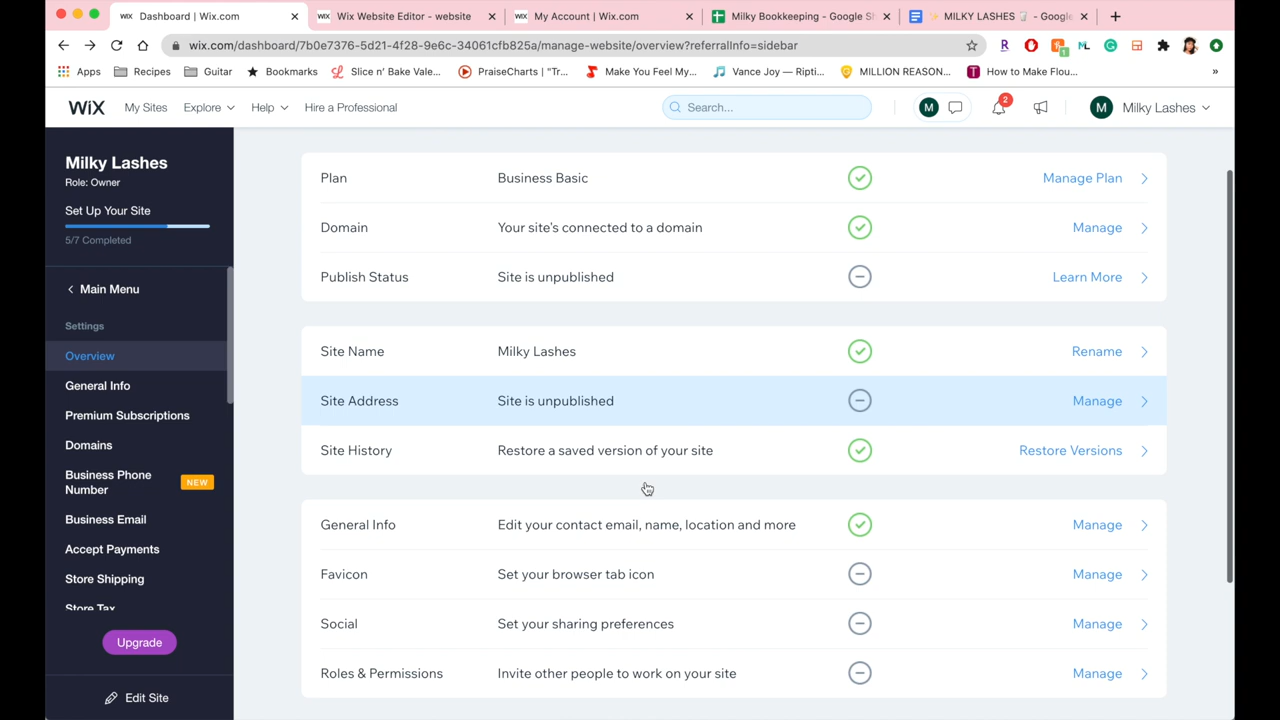 Dashboard | Wix.com
Wix Website Editor - website
My Account | Wix.com
Milky Bookkeeping - Google Sh
MILKY LASHES 🥛 - Googl
wix.com/dashboard/7b0e7376-5d21-4f28-9e6c-34061cfb825a/manage-website/overview?referralInfo=sidebar
Apps
Recipes
Guitar
Bookmarks
Slice n' Bake Vale...
PraiseCharts | "Tr...
Make You Feel My...
Vance Joy — Ripti...
MILLION REASON...
How to Make Flou...
»
WiX
My Sites
Explore
Help
Hire a Professional
Search...
M
2
M
Milky Lashes
Milky Lashes
Role: Owner
Set Up Your Site
5/7 Completed
Main Menu
Settings
Overview
General Info
Premium Subscriptions
Domains
Business Phone
Number
NEW
Business Email
Accept Payments
Store Shipping
Store Tax
Upgrade
Edit Site
Plan Business Basic Manage Plan
Domain Your site's connected to a domain Manage
Publish Status Site is unpublished Learn More
Site Name Milky Lashes Rename
Site Address Site is unpublished Manage
Site History Restore a saved version of your site Restore Versions
General Info Edit your contact email, name, location and more Manage
Favicon Set your browser tab icon Manage
Social Set your sharing preferences Manage
Roles & Permissions Invite other people to work on your site Manage